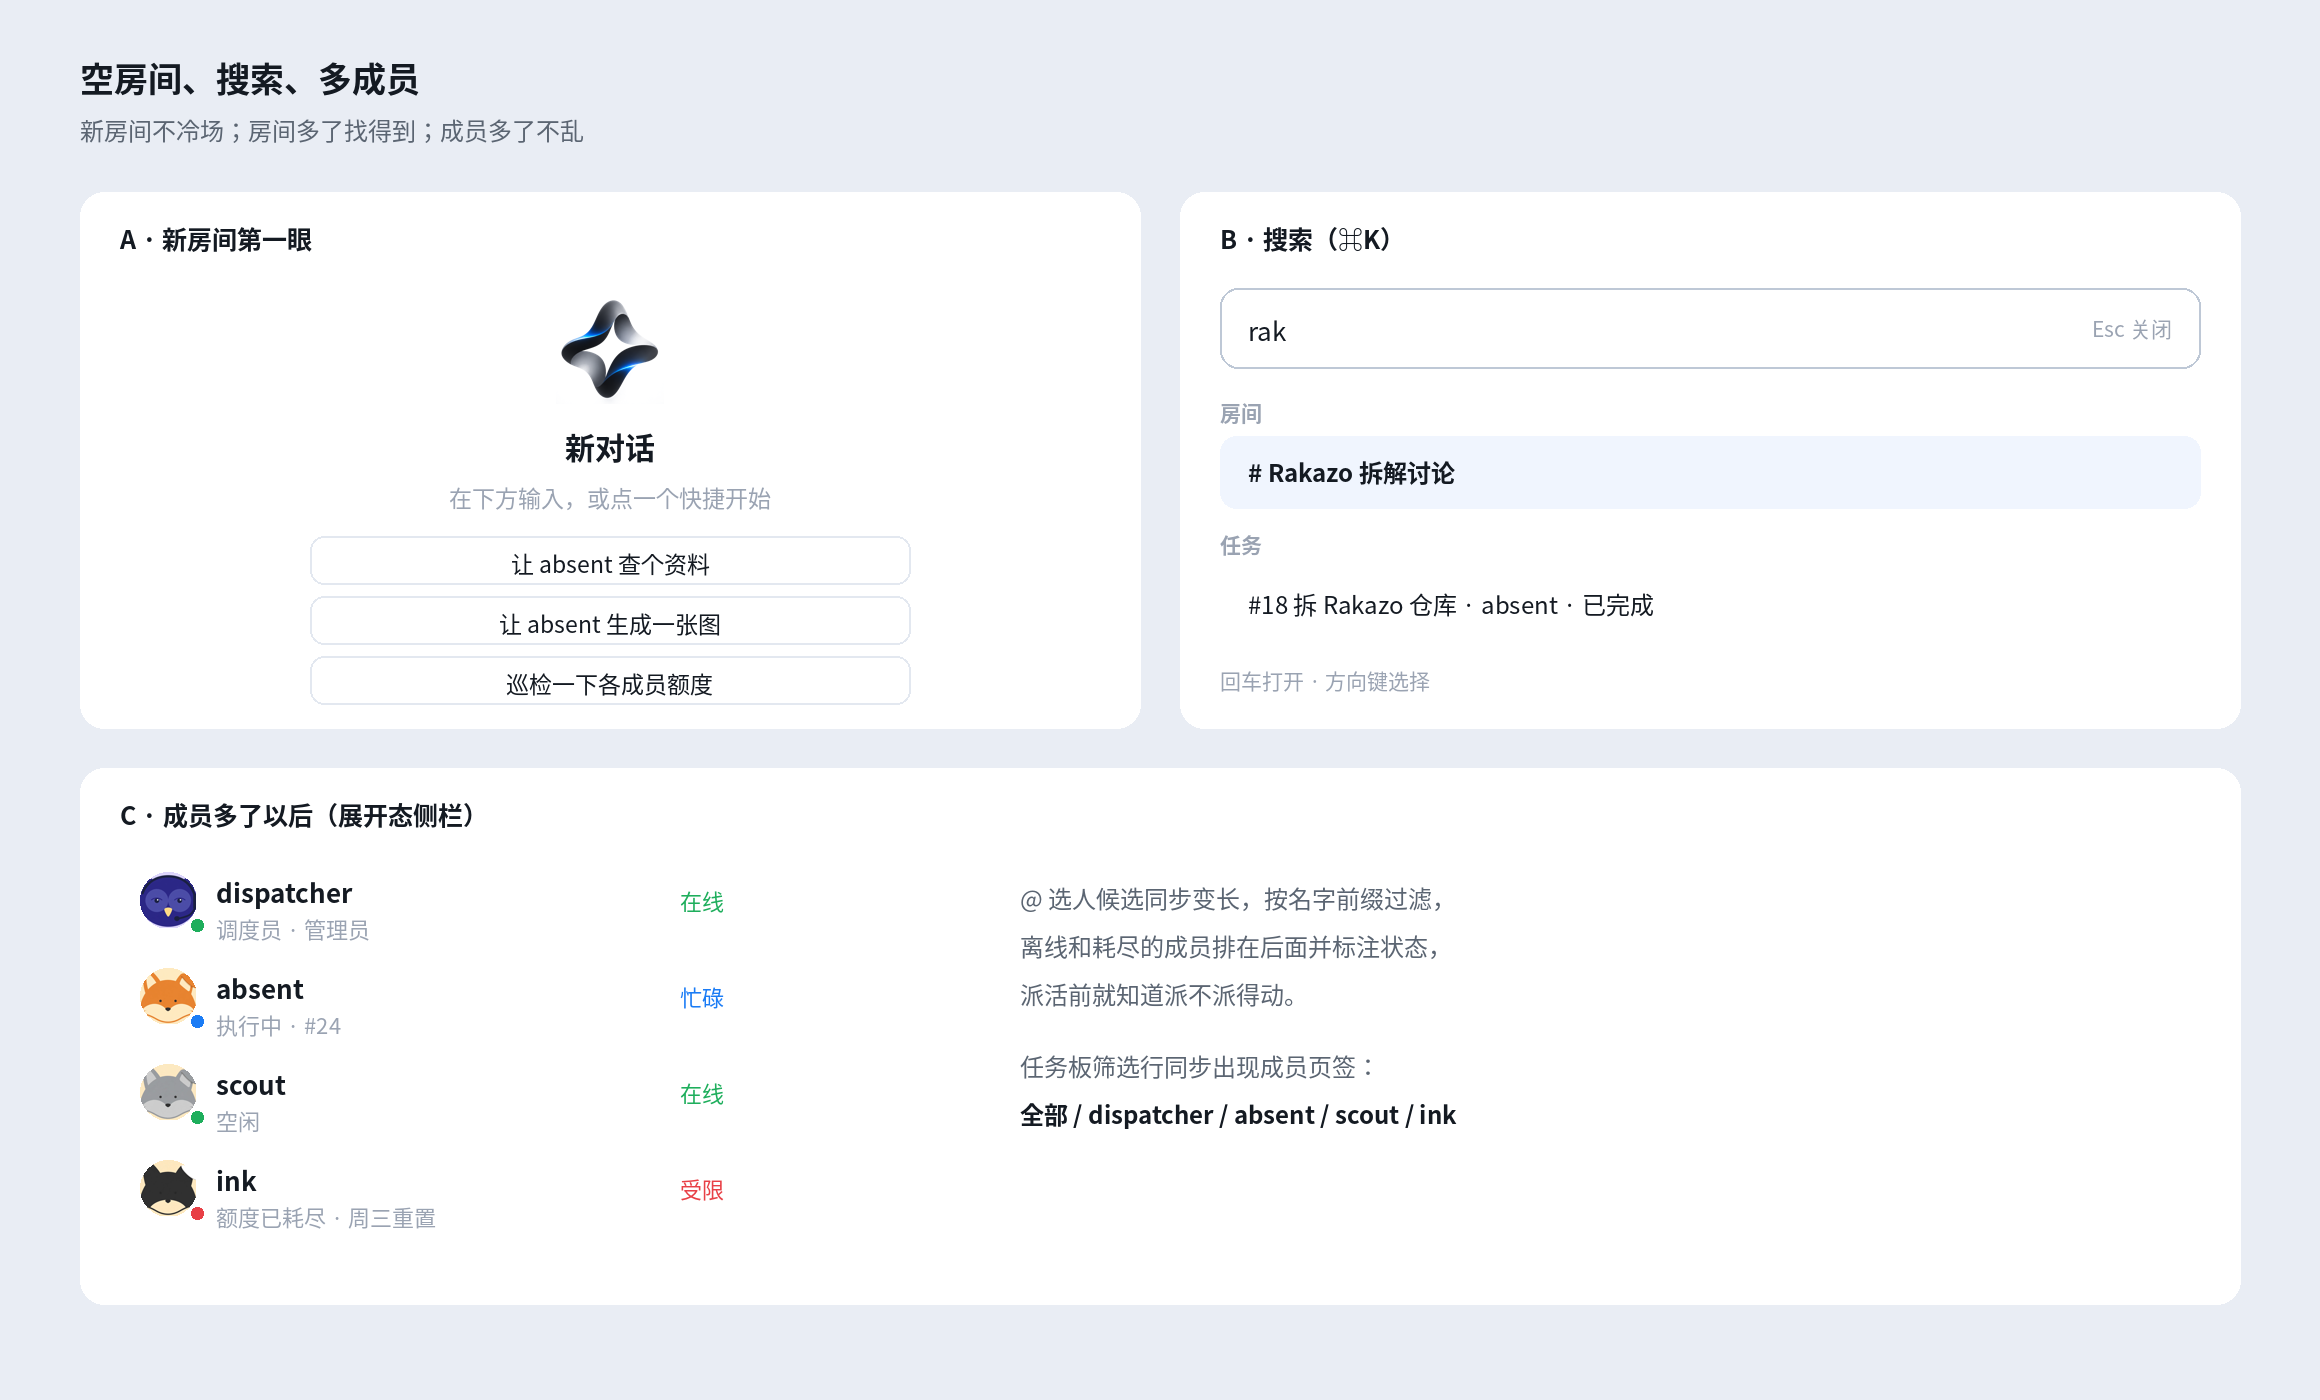 空房间、搜索、多成员
新房间不冷场；房间多了找得到；成员多了不乱
A · 新房间第一眼
新对话
在下方输入，或点一个快捷开始
让 absent 查个资料
让 absent 生成一张图
巡检一下各成员额度
B · 搜索（⌘K）
rak
Esc 关闭
房间
# Rakazo 拆解讨论
任务
#18 拆 Rakazo 仓库 · absent · 已完成
回车打开 · 方向键选择
C · 成员多了以后（展开态侧栏）
dispatcher
调度员 · 管理员
在线
absent
执行中 · #24
忙碌
scout
空闲
在线
ink
额度已耗尽 · 周三重置
受限
@ 选人候选同步变长，按名字前缀过滤，
离线和耗尽的成员排在后面并标注状态，
派活前就知道派不派得动。
任务板筛选行同步出现成员页签：
全部 / dispatcher / absent / scout / ink